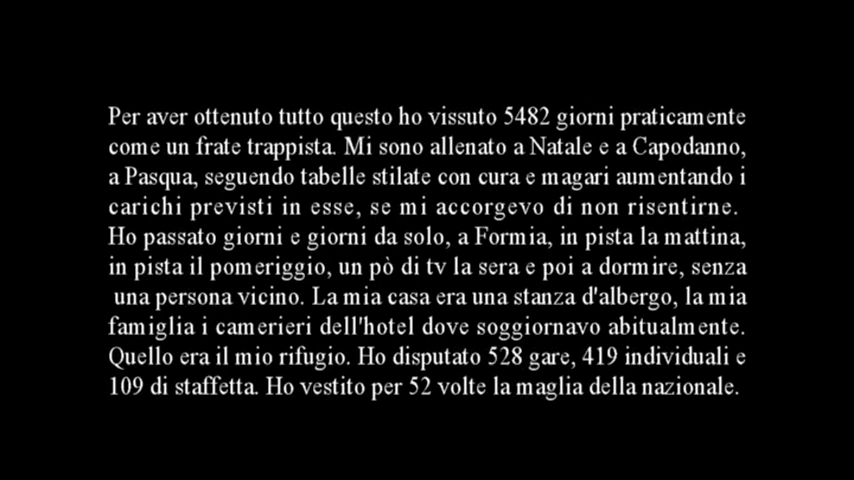 Per aver ottenuto tutto questo ho vissuto 5482 giorni praticamente
come un frate trappista. Mi sono allenato a Natale e a Capodanno,
a Pasqua, seguendo tabelle stilate con cura e magari aumentando i
carichi previsti in esse, se mi accorgevo di non risentirne.
Ho passato giorni e giorni da solo, a Formia, in pista la mattina,
in pista il pomeriggio, un pò di tv la sera e poi a dormire, senza
una persona vicino. La mia casa era una stanza d'albergo, la mia
famiglia i camerieri dell'hotel dove soggiornavo abitualmente.
Quello era il mio rifugio. Ho disputato 528 gare, 419 individuali e
109 di staffetta. Ho vestito per 52 volte la maglia della nazionale.